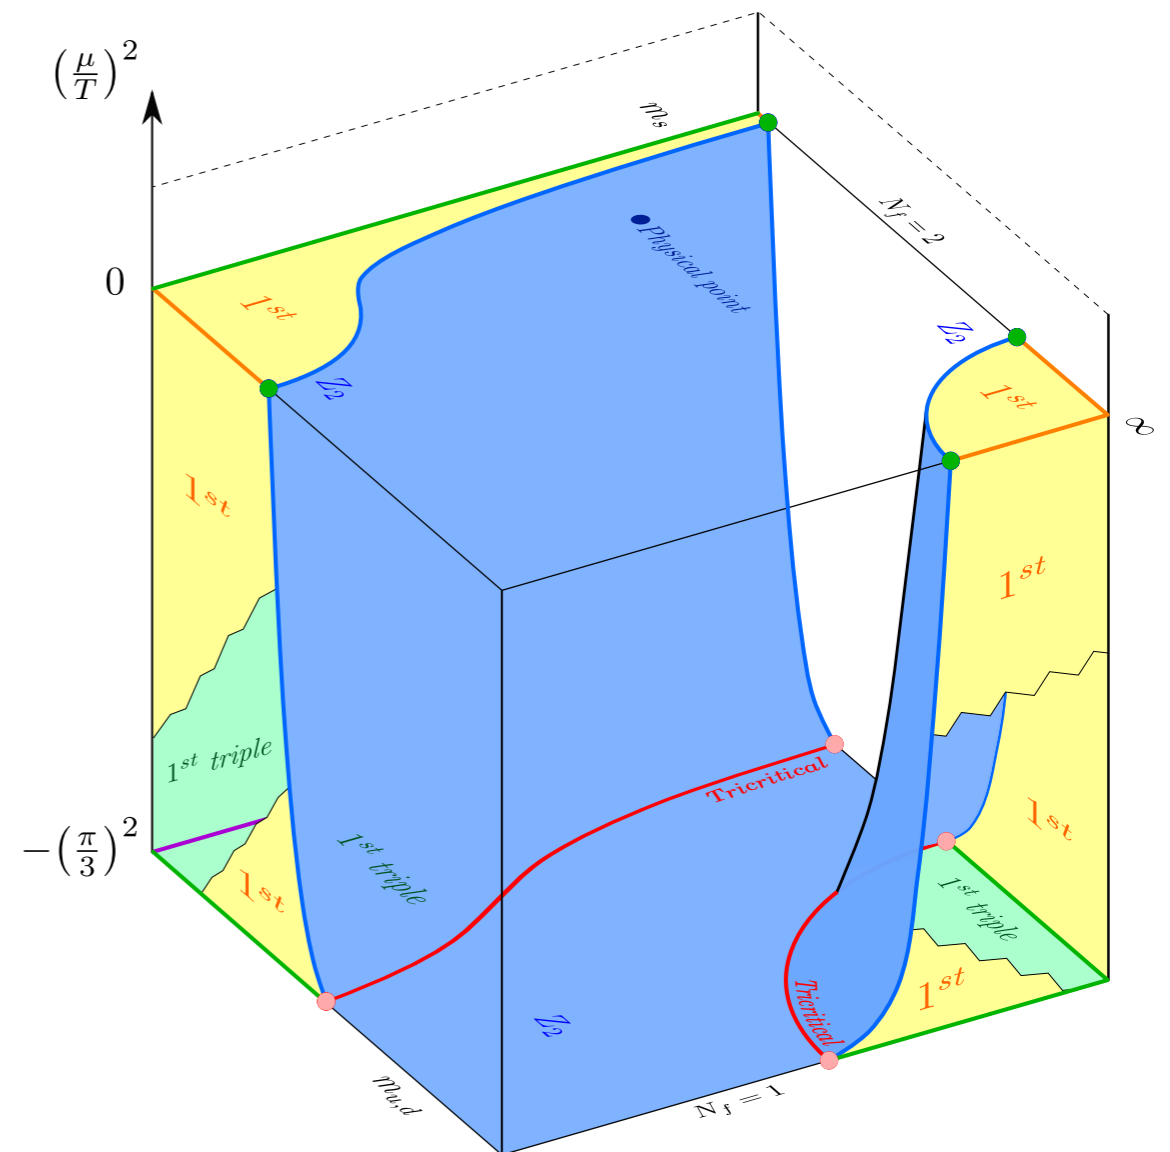 (μ/T)²
m_s
N_f = 2
0
1st
Physical point
Z₂
Z₂
1st
∞
1st
1st
1st triple
1st triple
−(π/3)²
Tricritical
1st
1st
1st triple
Tricritical
1st
Z₂
m_{u,d}
N_f = 1